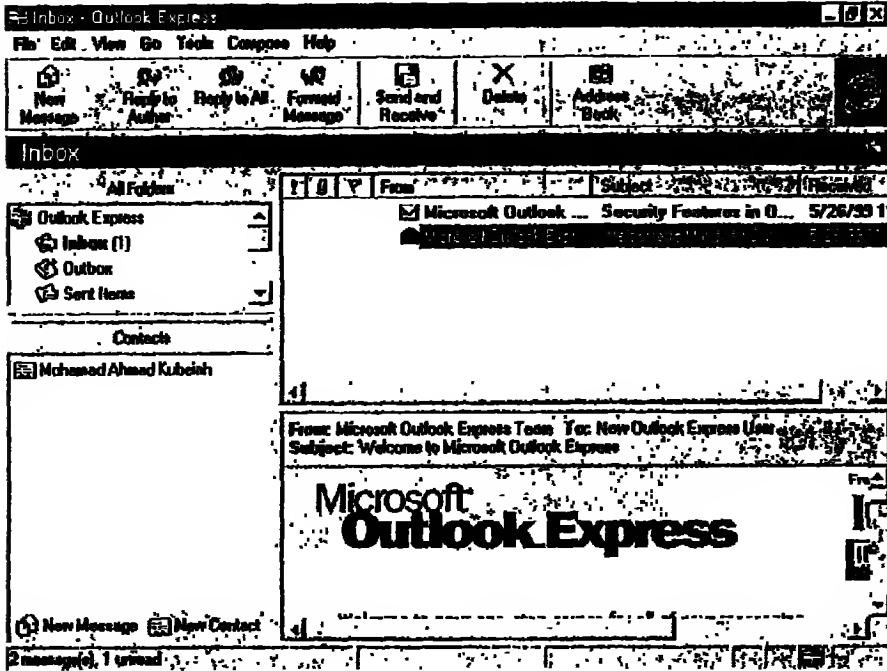 Inbox - Outlook Express
File Edit View Go Tools Compose Help
New Message Reply to Author Reply to All Forward Message Send and Receive Delete Address Book
Inbox
All Folders
From Subject Received
Outlook Express
Inbox (1)
Outbox
Sent Items
Microsoft Outlook ... Security Features in O... 5/26/99 1
Contacts
Mohamad Ahmad Kubeiah
From: Microsoft Outlook Express Team To: New Outlook Express User
Subject: Welcome to Microsoft Outlook Express
Microsoft
Outlook Express
New Message New Contact
2 message(s), 1 unread